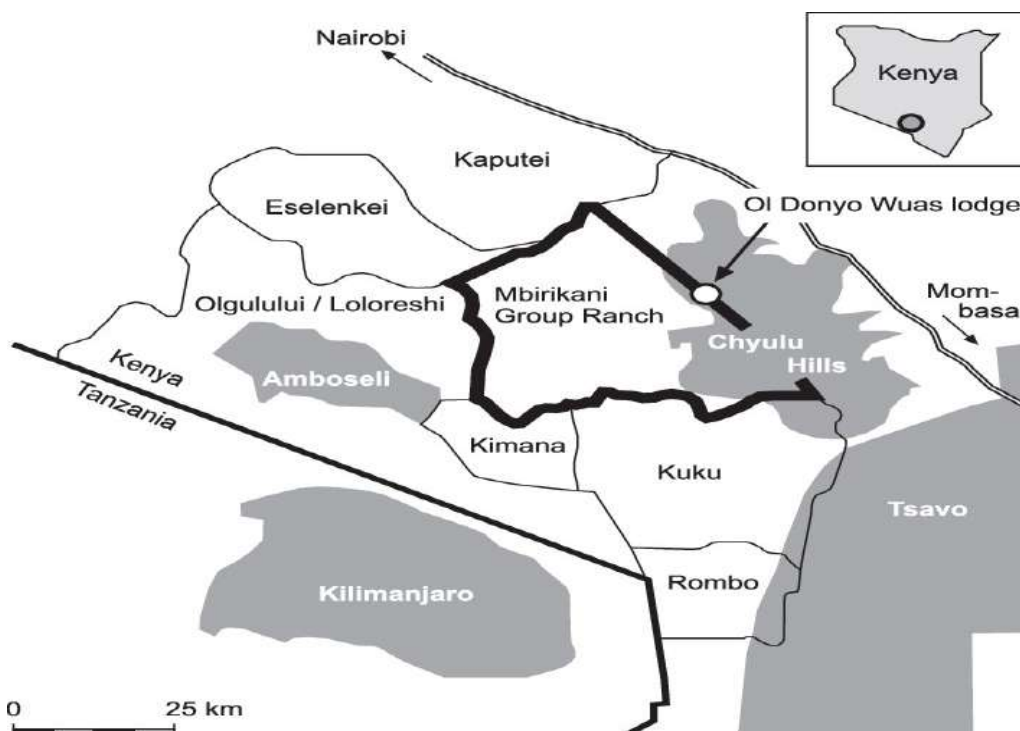 Nairobi
Kenya
Kaputei
Ol Donyo Wuas lodge
Eselenkei
Olgululul / Loloreshi
Mbirikani
Group Ranch
Mom-
basa
Chyulu
Hills
Kenya
Amboseli
Tanzania
Kimana
Kuku
Tsavo
Rombo
Kilimanjaro
0 25 km